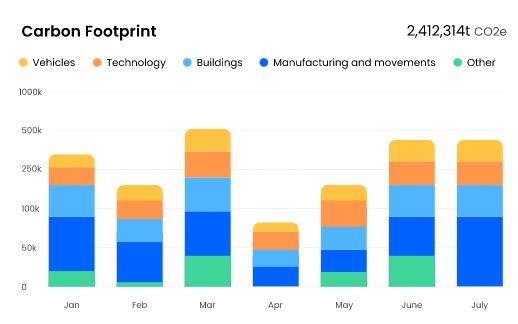 Carbon Footprint 2,412,314t CO2e
Vehicles Technology Buildings Manufacturing and movements Other
1000k
500k
250k
100k
50k
0
Jan Feb Mar Apr May June July